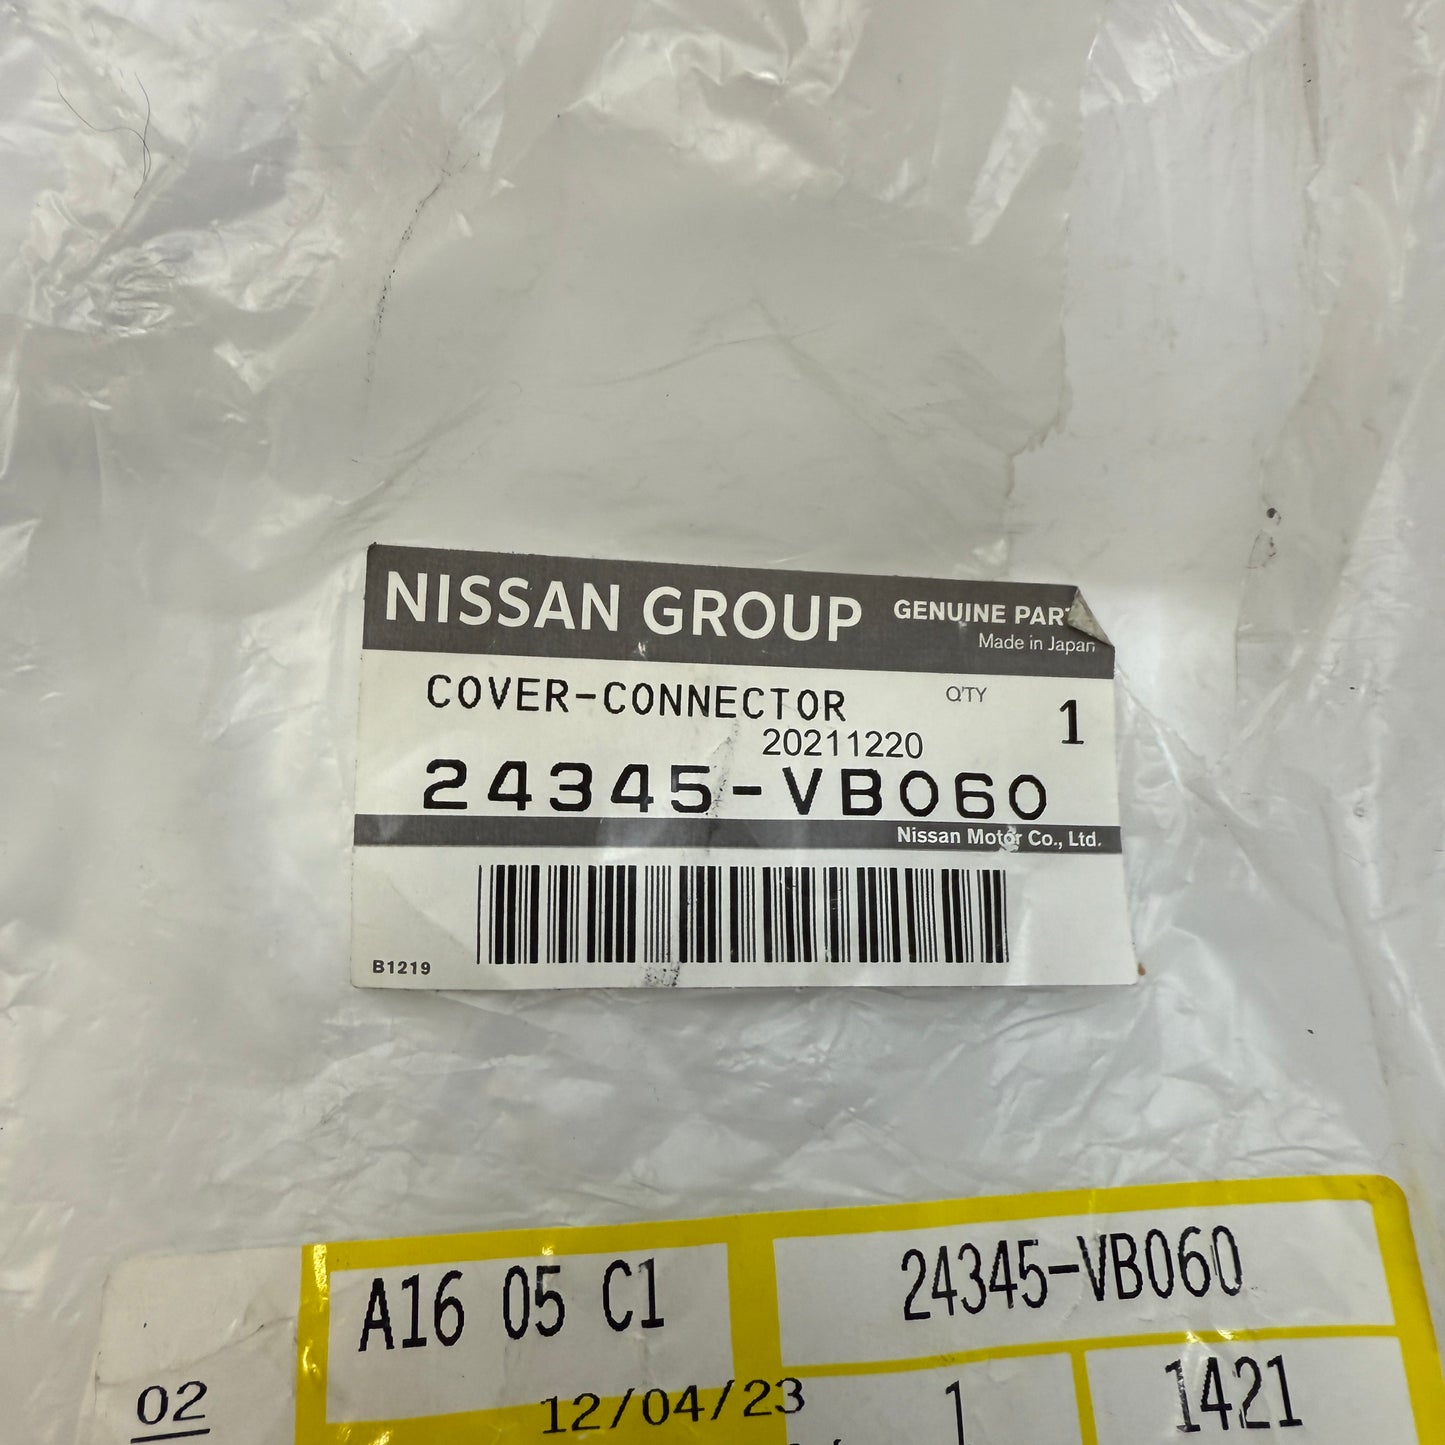 NISSAN GROUP GENUINE PART
Made in Japan
COVER-CONNECTOR Q'TY 1
20211220
24345-VB060
Nissan Motor Co., Ltd.
B1219
A16 05 C1 24345-VB060
02 12/04/23 1 1421